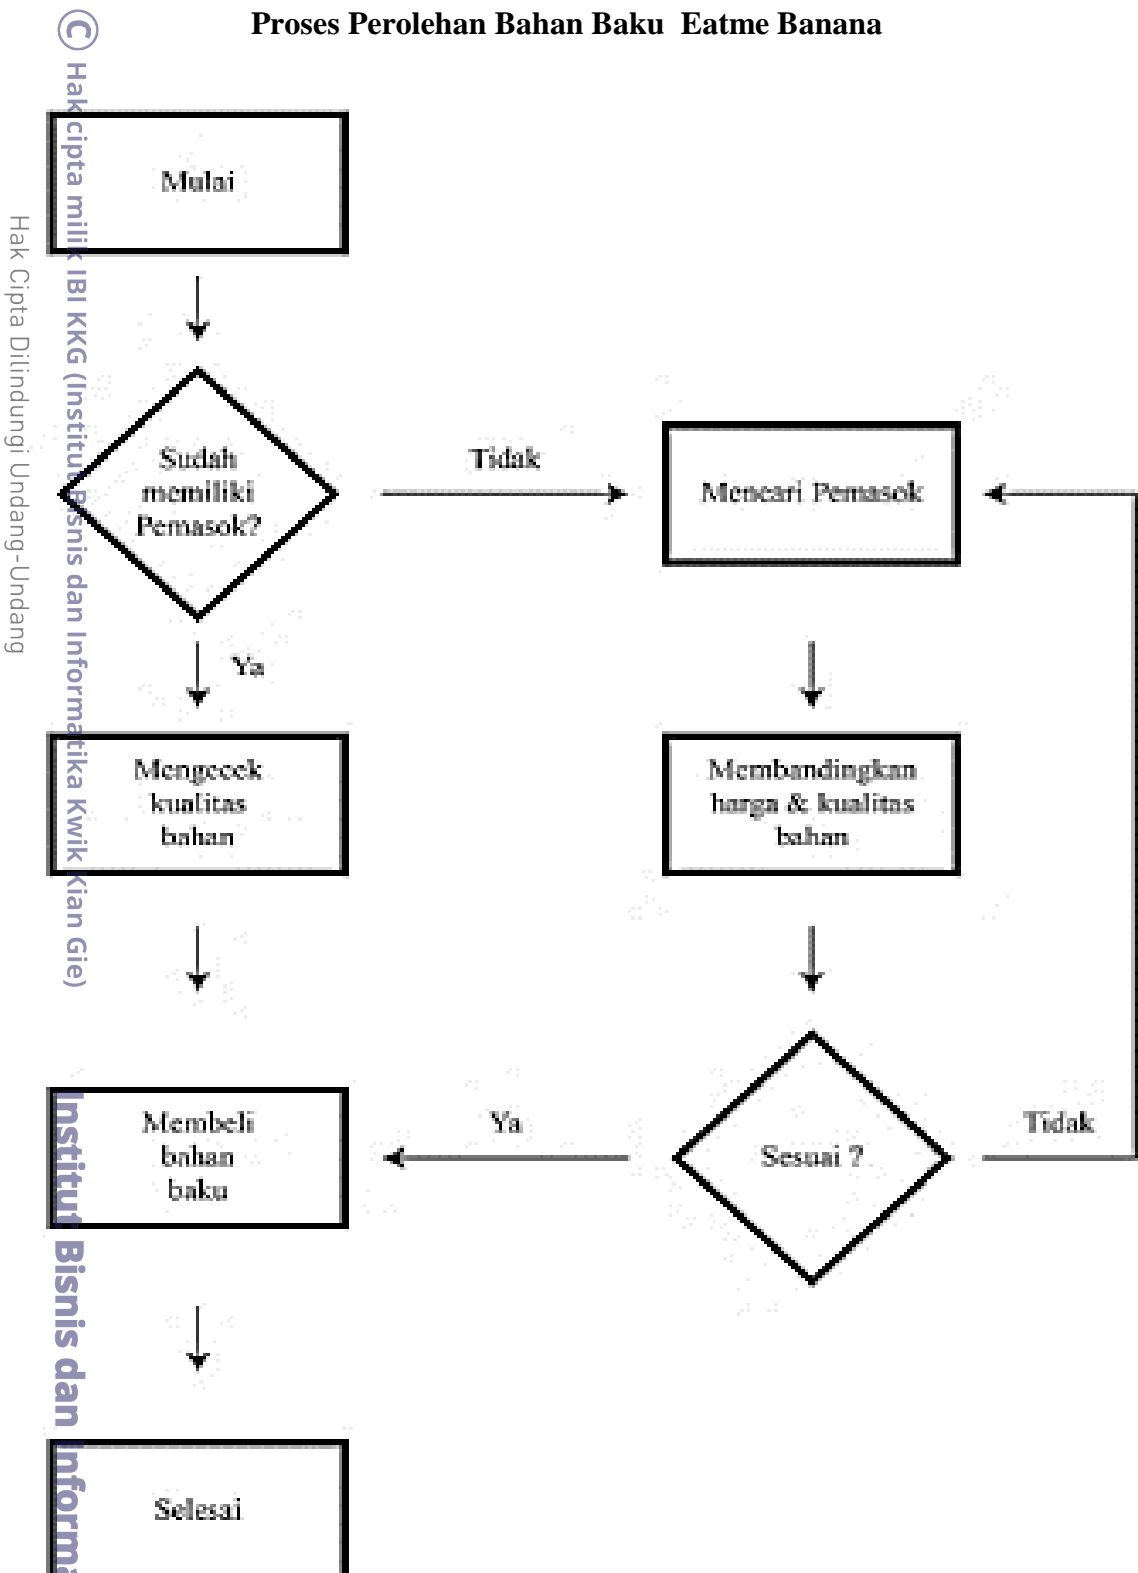 Proses Perolehan Bahan Baku Eatme Banana
© Hak cipta milik IBI KKG (Institut Bisnis dan Informatika Kwik Kian Gie)
Hak Cipta Dilindungi Undang-Undang
Mulai
Sudah
memiliki
Pemasok?
Tidak
Mencari Pemasok
Ya
Mengecek
kualitas
bahan
Membandingkan
harga & kualitas
bahan
Membeli
bahan
baku
Ya
Sesuai ?
Tidak
Selesai
Institut Bisnis dan Informa